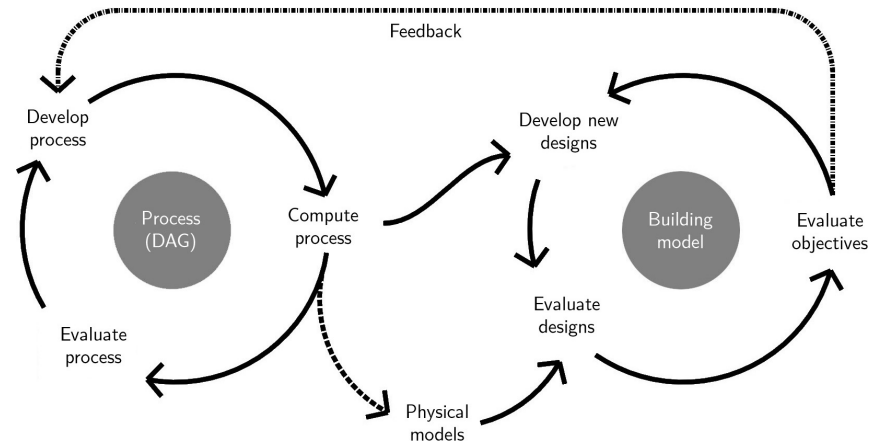 Feedback
Develop
process
Develop new
designs
Process
(DAG)
Compute
process
Building
model
Evaluate
objectives
Evaluate
process
Evaluate
designs
Physical
models